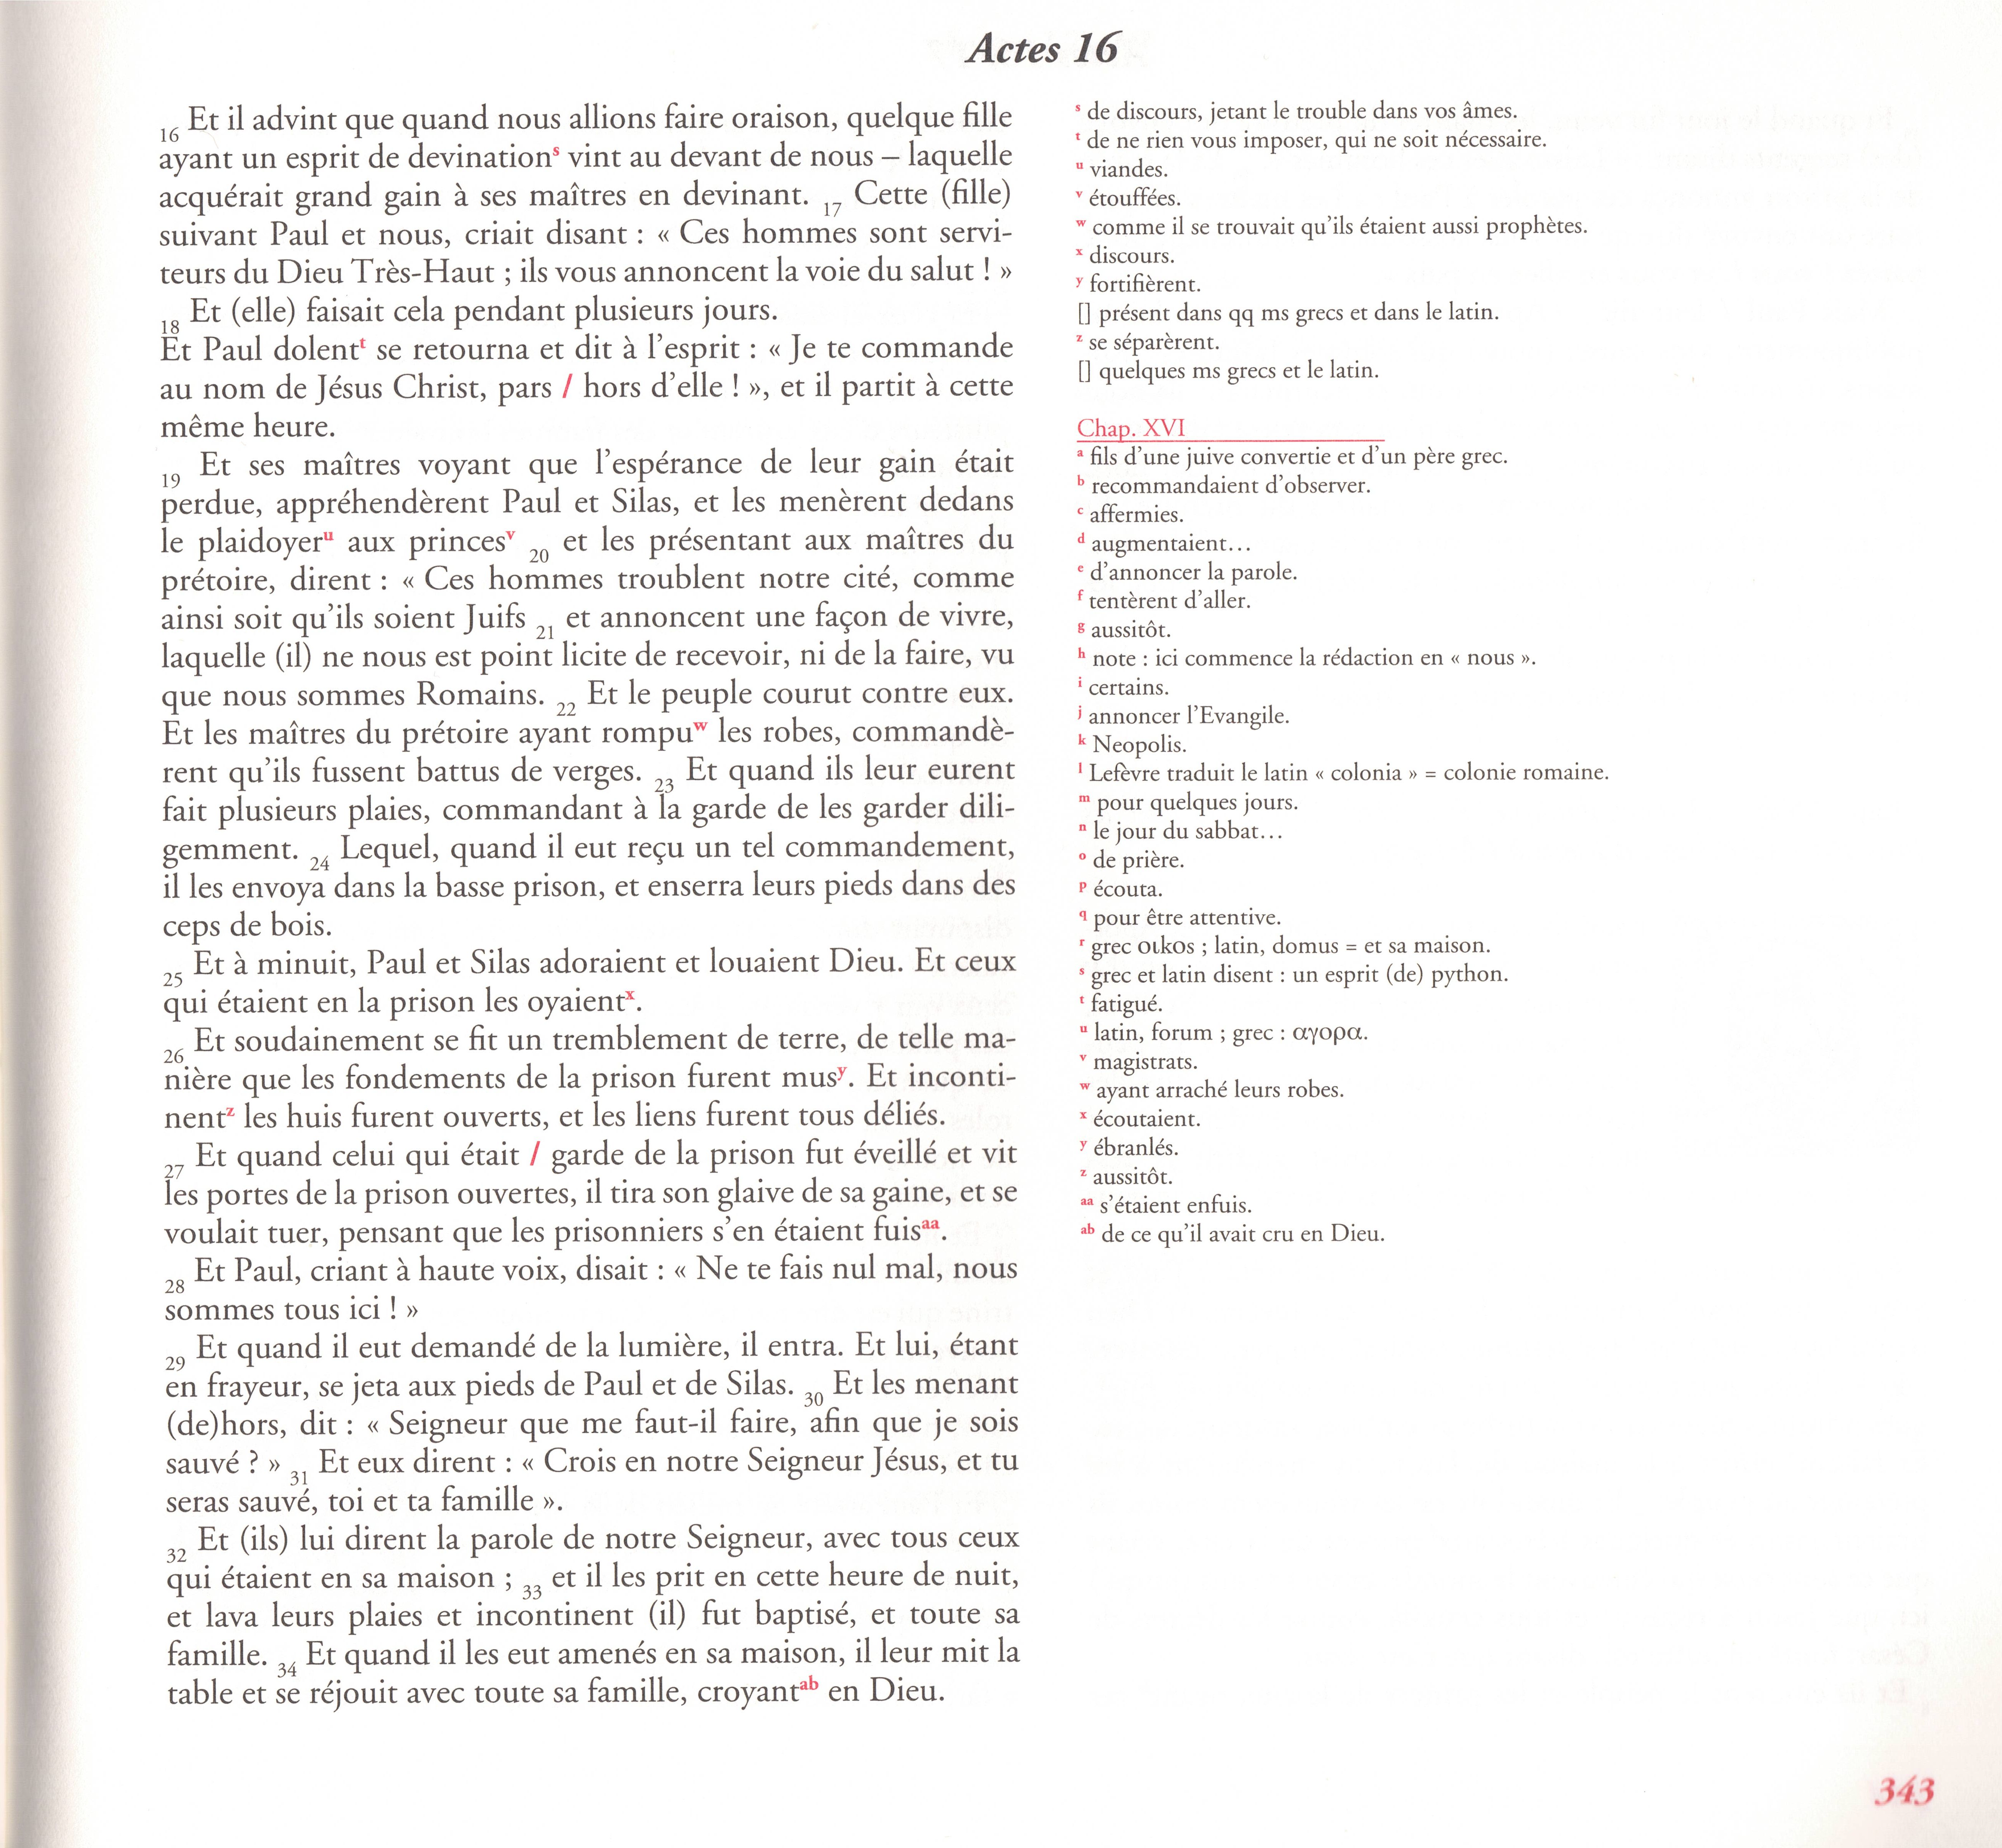 Actes 16
16 Et il advint que quand nous allions faire oraison, quelque fille
ayant un esprit de devinations vint au devant de nous – laquelle
acquérait grand gain à ses maîtres en devinant. 17 Cette (fille)
suivant Paul et nous, criait disant : « Ces hommes sont servi-
teurs du Dieu Très-Haut ; ils vous annoncent la voie du salut ! »
18 Et (elle) faisait cela pendant plusieurs jours.
Et Paul dolentt se retourna et dit à l’esprit : « Je te commande
au nom de Jésus Christ, pars / hors d’elle ! », et il partit à cette
même heure.
19 Et ses maîtres voyant que l’espérance de leur gain était
perdue, appréhendèrent Paul et Silas, et les menèrent dedans
le plaidoyeru aux princesv 20 et les présentant aux maîtres du
prétoire, dirent : « Ces hommes troublent notre cité, comme
ainsi soit qu’ils soient Juifs 21 et annoncent une façon de vivre,
laquelle (il) ne nous est point licite de recevoir, ni de la faire, vu
que nous sommes Romains. 22 Et le peuple courut contre eux.
Et les maîtres du prétoire ayant rompuw les robes, commandè-
rent qu’ils fussent battus de verges. 23 Et quand ils leur eurent
fait plusieurs plaies, commandant à la garde de les garder dili-
gemment. 24 Lequel, quand il eut reçu un tel commandement,
il les envoya dans la basse prison, et enserra leurs pieds dans des
ceps de bois.
25 Et à minuit, Paul et Silas adoraient et louaient Dieu. Et ceux
qui étaient en la prison les oyaientx.
26 Et soudainement se fit un tremblement de terre, de telle ma-
nière que les fondements de la prison furent musy. Et inconti-
nentz les huis furent ouverts, et les liens furent tous déliés.
27 Et quand celui qui était / garde de la prison fut éveillé et vit
les portes de la prison ouvertes, il tira son glaive de sa gaine, et se
voulait tuer, pensant que les prisonniers s’en étaient fuisaa.
28 Et Paul, criant à haute voix, disait : « Ne te fais nul mal, nous
sommes tous ici ! »
29 Et quand il eut demandé de la lumière, il entra. Et lui, étant
en frayeur, se jeta aux pieds de Paul et de Silas. 30 Et les menant
(de)hors, dit : « Seigneur que me faut-il faire, afin que je sois
sauvé ? » 31 Et eux dirent : « Crois en notre Seigneur Jésus, et tu
seras sauvé, toi et ta famille ».
32 Et (ils) lui dirent la parole de notre Seigneur, avec tous ceux
qui étaient en sa maison ; 33 et il les prit en cette heure de nuit,
et lava leurs plaies et incontinent (il) fut baptisé, et toute sa
famille. 34 Et quand il les eut amenés en sa maison, il leur mit la
table et se réjouit avec toute sa famille, croyantab en Dieu.
s de discours, jetant le trouble dans vos âmes.
t de ne rien vous imposer, qui ne soit nécessaire.
u viandes.
v étouffées.
w comme il se trouvait qu’ils étaient aussi prophètes.
x discours.
y fortifièrent.
[] présent dans qq ms grecs et dans le latin.
z se séparèrent.
[] quelques ms grecs et le latin.
Chap. XVI
a fils d’une juive convertie et d’un père grec.
b recommandaient d’observer.
c affermies.
d augmentaient…
e d’annoncer la parole.
f tentèrent d’aller.
g aussitôt.
h note : ici commence la rédaction en « nous ».
i certains.
j annoncer l’Evangile.
k Neopolis.
l Lefèvre traduit le latin « colonia » = colonie romaine.
m pour quelques jours.
n le jour du sabbat…
o de prière.
p écouta.
q pour être attentive.
r grec οικος ; latin, domus = et sa maison.
s grec et latin disent : un esprit (de) python.
t fatigué.
u latin, forum ; grec : αγορα.
v magistrats.
w ayant arraché leurs robes.
x écoutaient.
y ébranlés.
z aussitôt.
aa s’étaient enfuis.
ab de ce qu’il avait cru en Dieu.
343